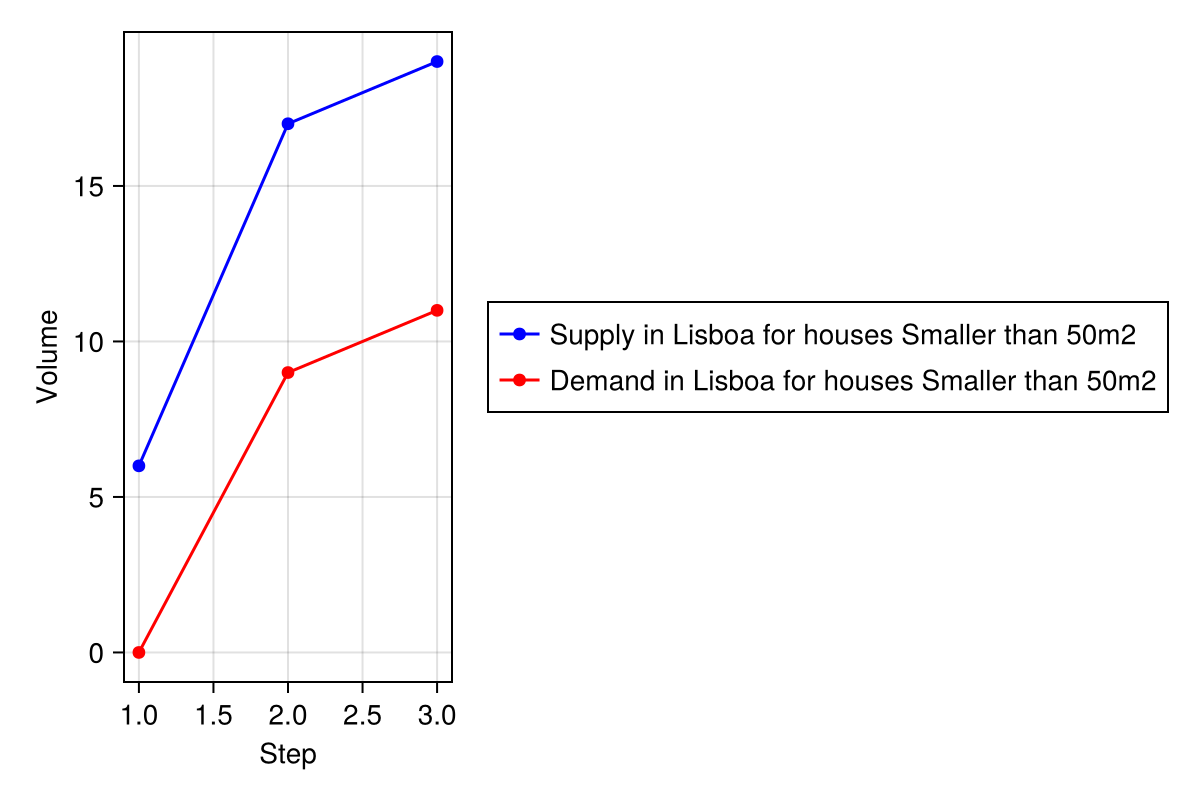 Volume
15
10
5
0
1.0 1.5 2.0 2.5 3.0
Step
Supply in Lisboa for houses Smaller than 50m2
Demand in Lisboa for houses Smaller than 50m2